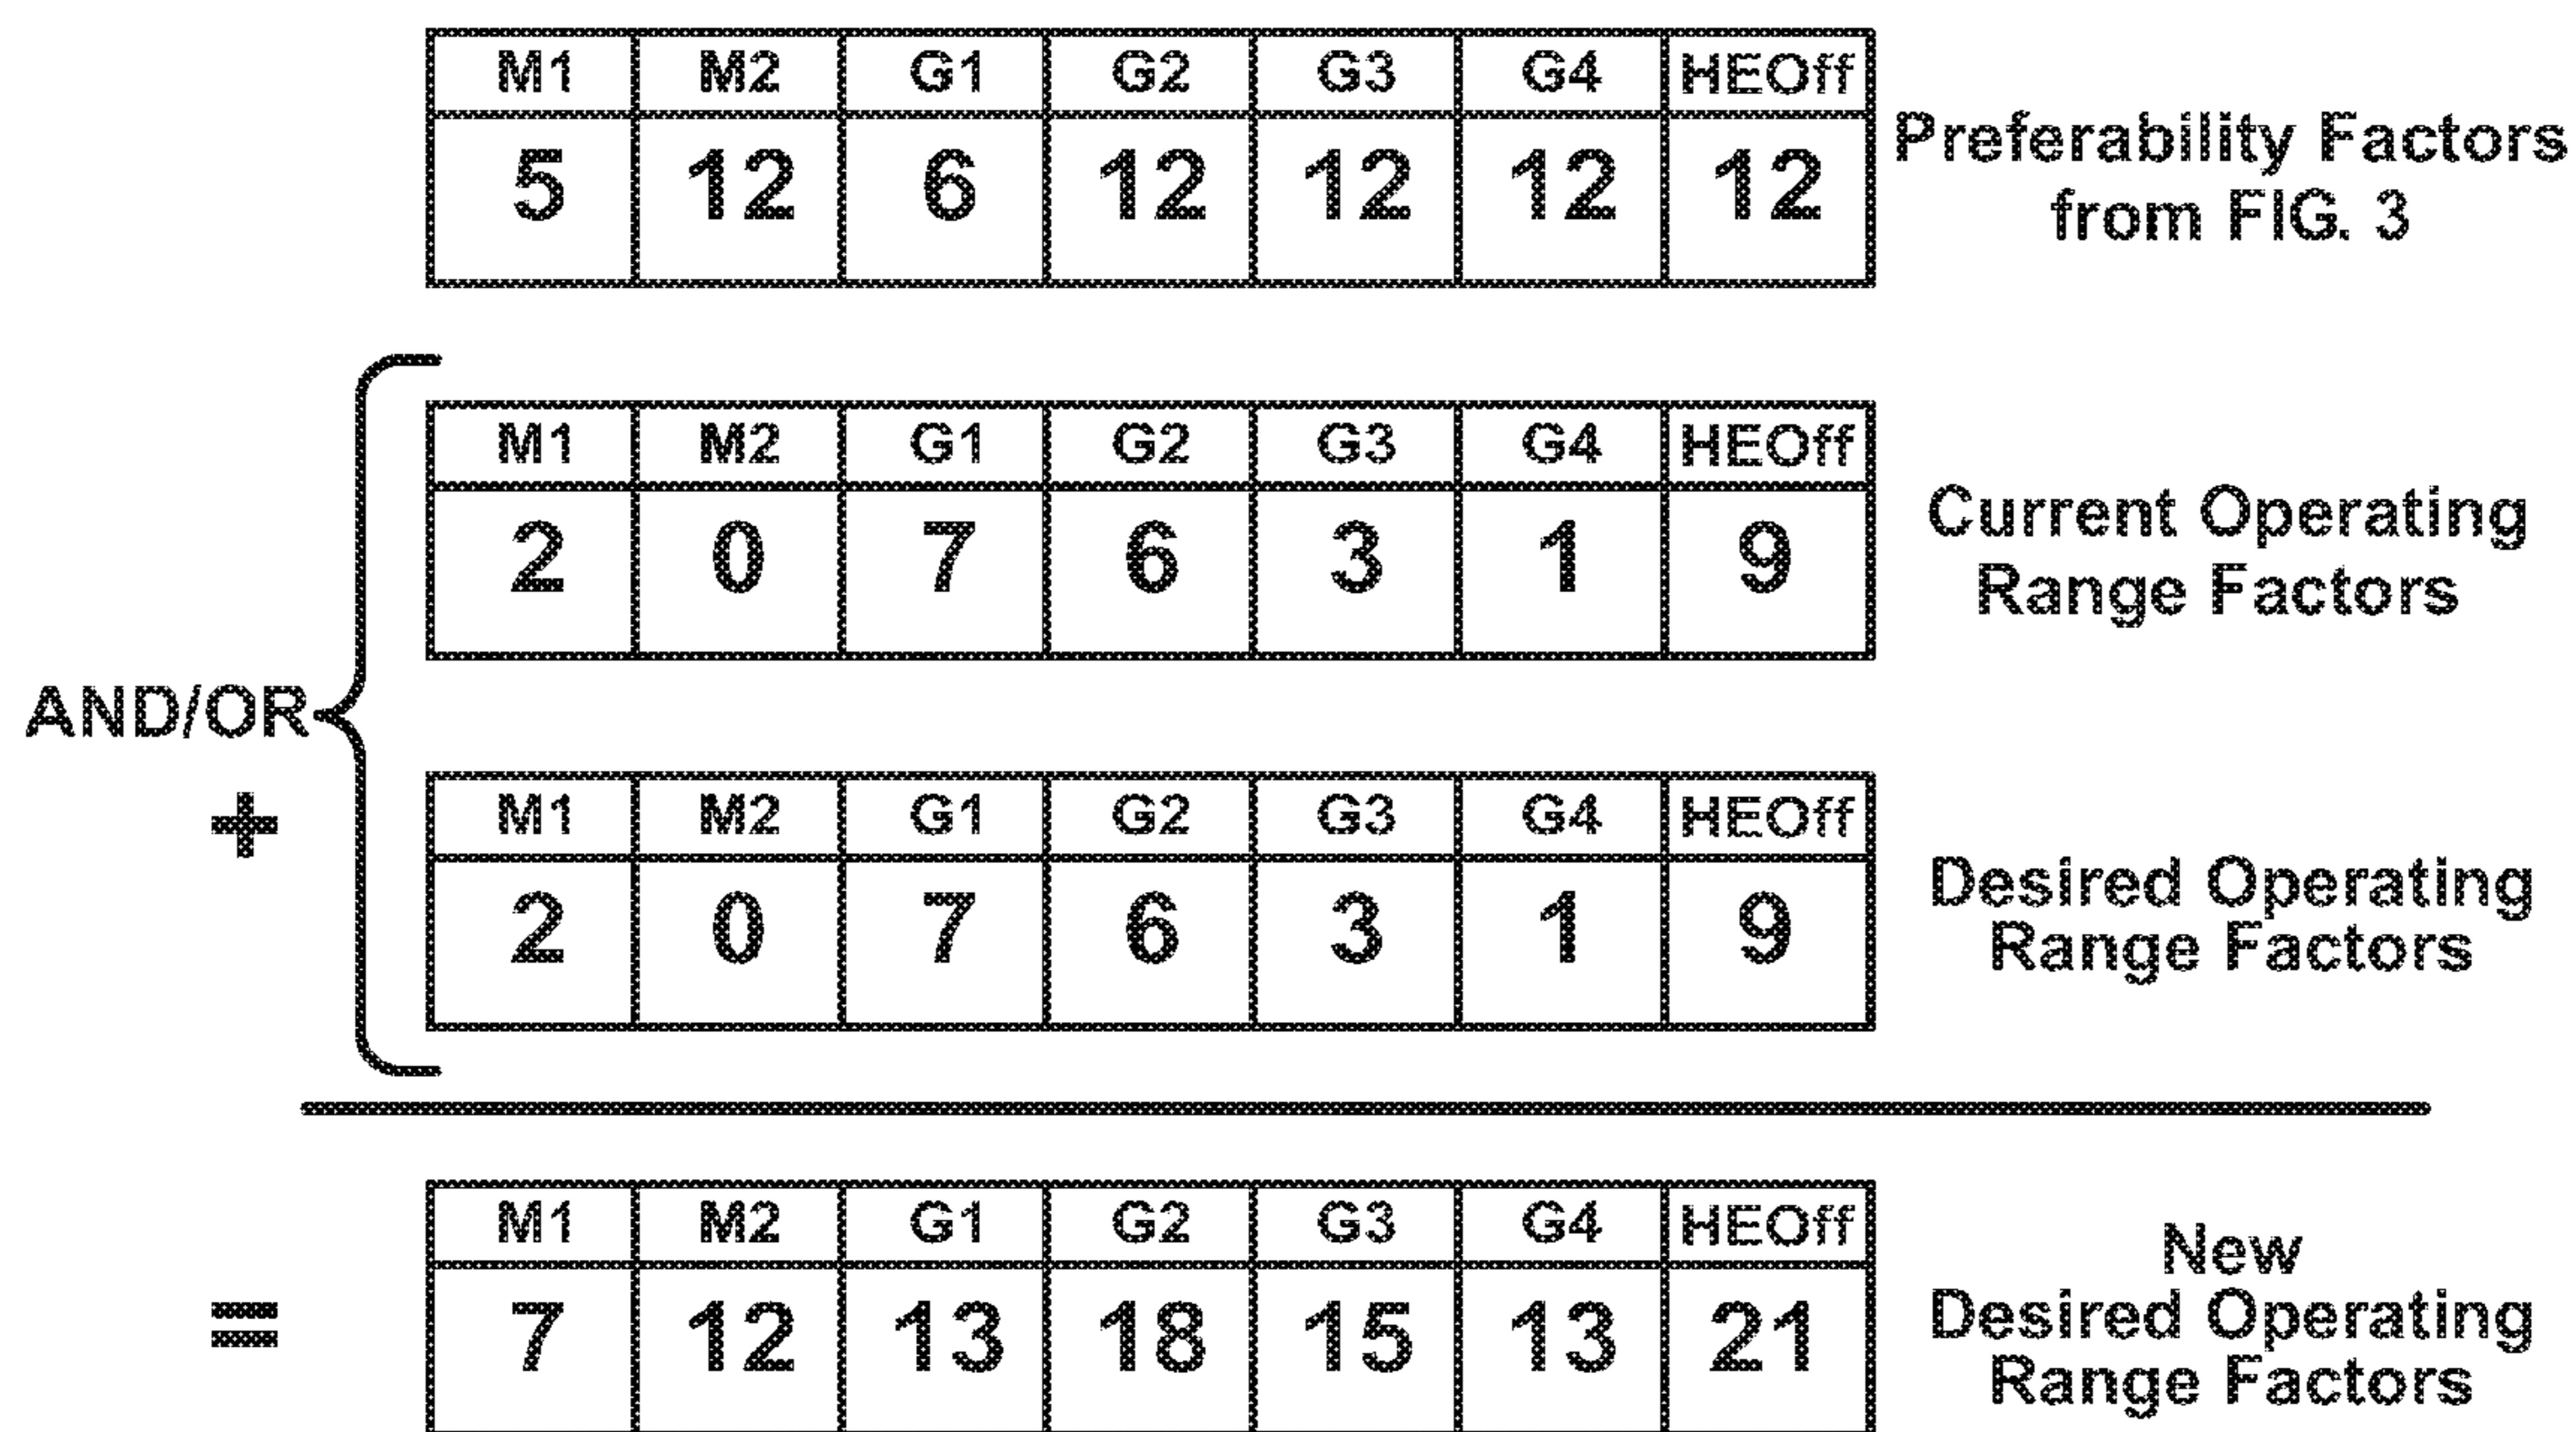 M1 M2 G1 G2 G3 G4 HEOff
5 12 6 12 12 12 12
Preferability Factors
from FIG. 3
M1 M2 G1 G2 G3 G4 HEOff
2 0 7 6 3 1 9
Current Operating
Range Factors
AND/OR
+
M1 M2 G1 G2 G3 G4 HEOff
2 0 7 6 3 1 9
Desired Operating
Range Factors
=
M1 M2 G1 G2 G3 G4 HEOff
7 12 13 18 15 13 21
New
Desired Operating
Range Factors